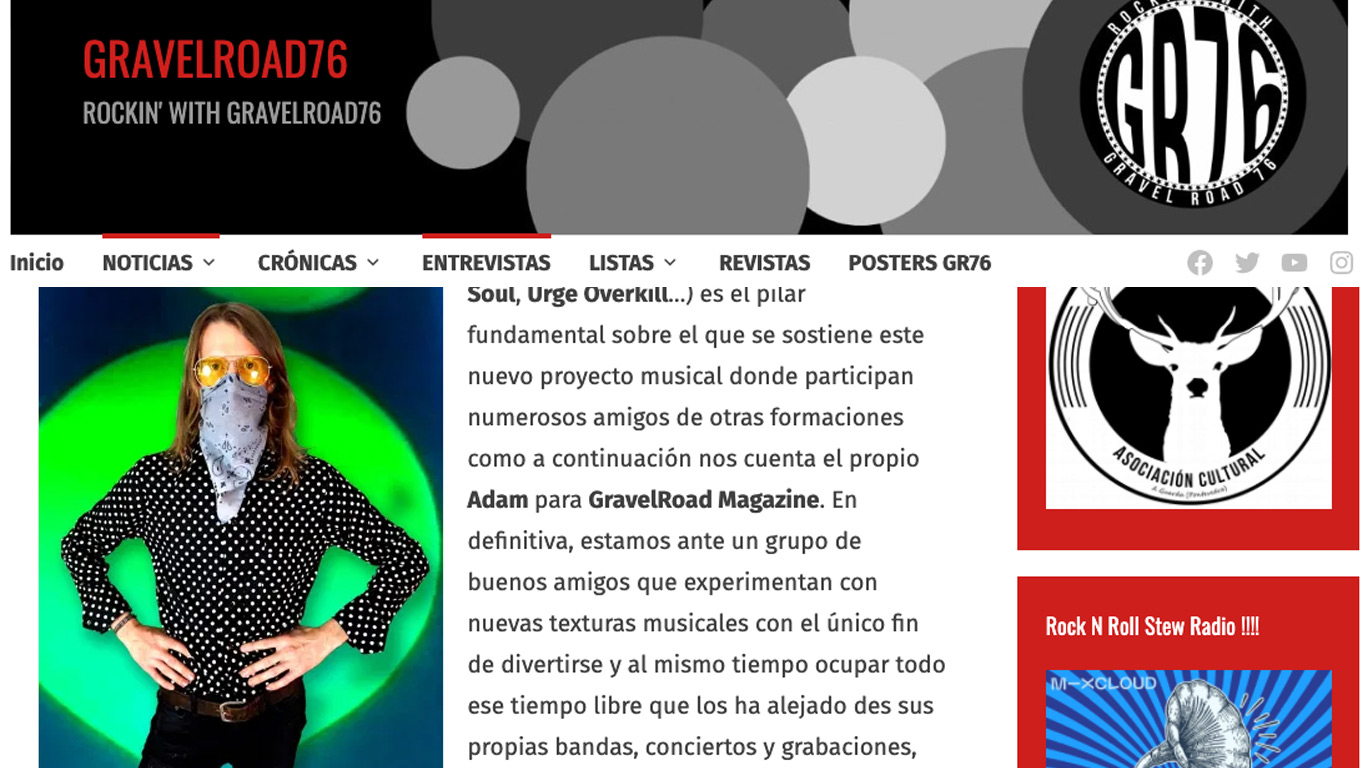 GRAVELROAD76
ROCKIN' WITH GRAVELROAD76
ROCKIN WITH
GR76
GRAVEL ROAD 76
Inicio
NOTICIAS
CRÓNICAS
ENTREVISTAS
LISTAS
REVISTAS
POSTERS GR76
Soul, Urge Overkill...) es el pilar
fundamental sobre el que se sostiene este
nuevo proyecto musical donde participan
numerosos amigos de otras formaciones
como a continuación nos cuenta el propio
Adam para GravelRoad Magazine. En
definitiva, estamos ante un grupo de
buenos amigos que experimentan con
nuevas texturas musicales con el único fin
de divertirse y al mismo tiempo ocupar todo
ese tiempo libre que los ha alejado des sus
propias bandas, conciertos y grabaciones,
ASOCIACIÓN CULTURAL
A Guarda (Pontevedra)
Rock N Roll Stew Radio !!!!
M-XCLOUD